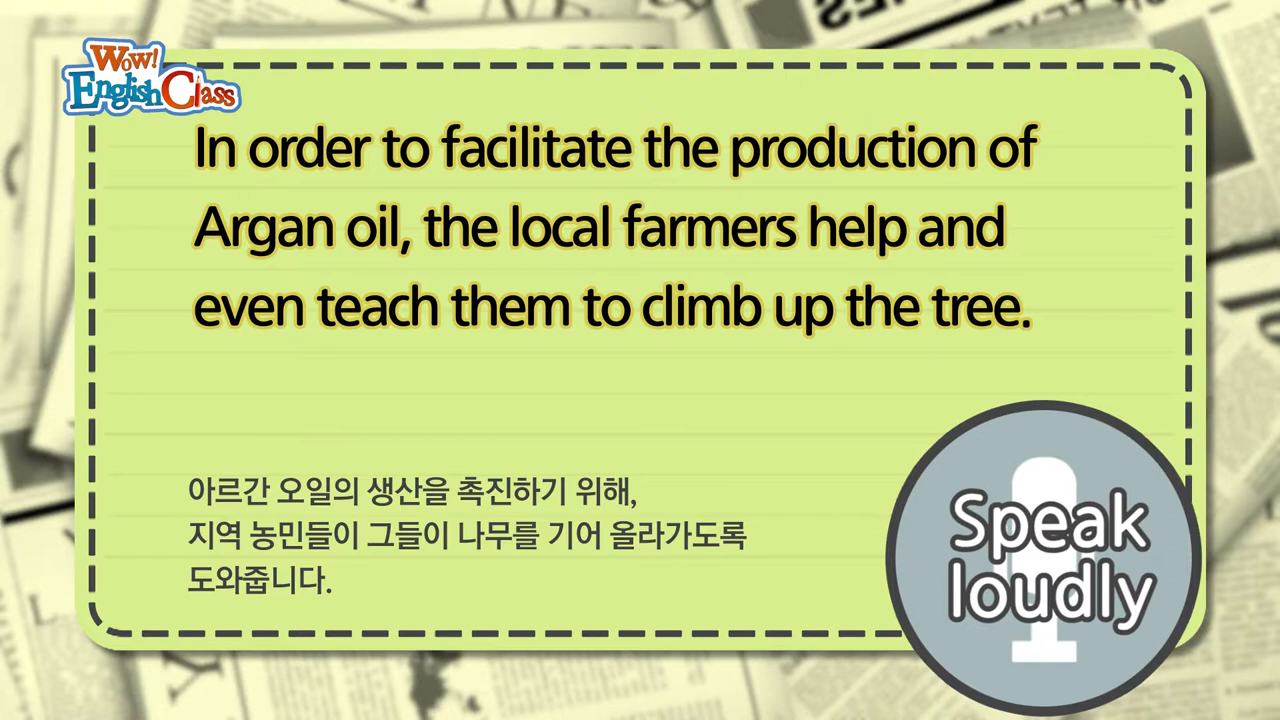 Wow!
English Class
In order to facilitate the production of
Argan oil, the local farmers help and
even teach them to climb up the tree.
아르간 오일의 생산을 촉진하기 위해,
지역 농민들이 그들이 나무를 기어 올라가도록
도와줍니다.
Speak
loudly